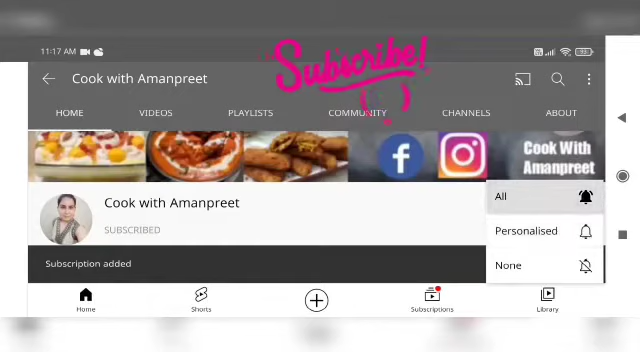 11:17 AM
Subscribe!
Cook with Amanpreet
HOME VIDEOS PLAYLISTS COMMUNITY CHANNELS ABOUT
Cook With
Amanpreet
Cook with Amanpreet
SUBSCRIBED
All
Personalised
None
Subscription added
Home Shorts Subscriptions Library